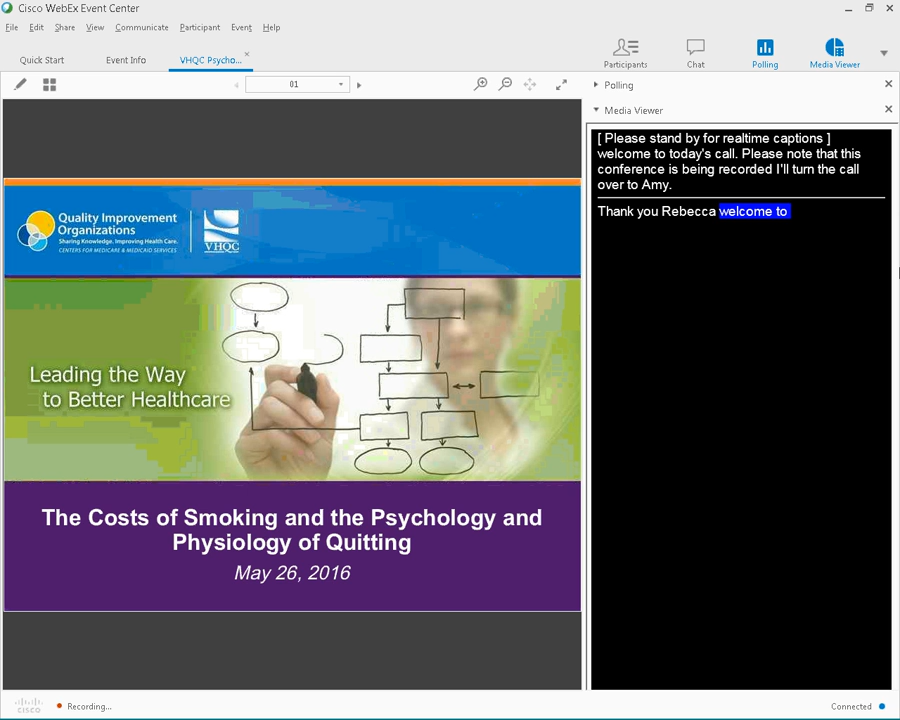 Cisco WebEx Event Center
File Edit Share View Communicate Participant Event Help
Quick Start Event Info VHQC Psycho...
Participants Chat Polling Media Viewer
01
Polling
Media Viewer
[ Please stand by for realtime captions ]
welcome to today's call. Please note that this
conference is being recorded I'll turn the call
over to Amy.
Thank you Rebecca welcome to
Quality Improvement
Organizations
Sharing Knowledge. Improving Health Care.
CENTERS FOR MEDICARE & MEDICAID SERVICES
VHQC
Leading the Way
to Better Healthcare
The Costs of Smoking and the Psychology and
Physiology of Quitting
May 26, 2016
CISCO
Recording...
Connected